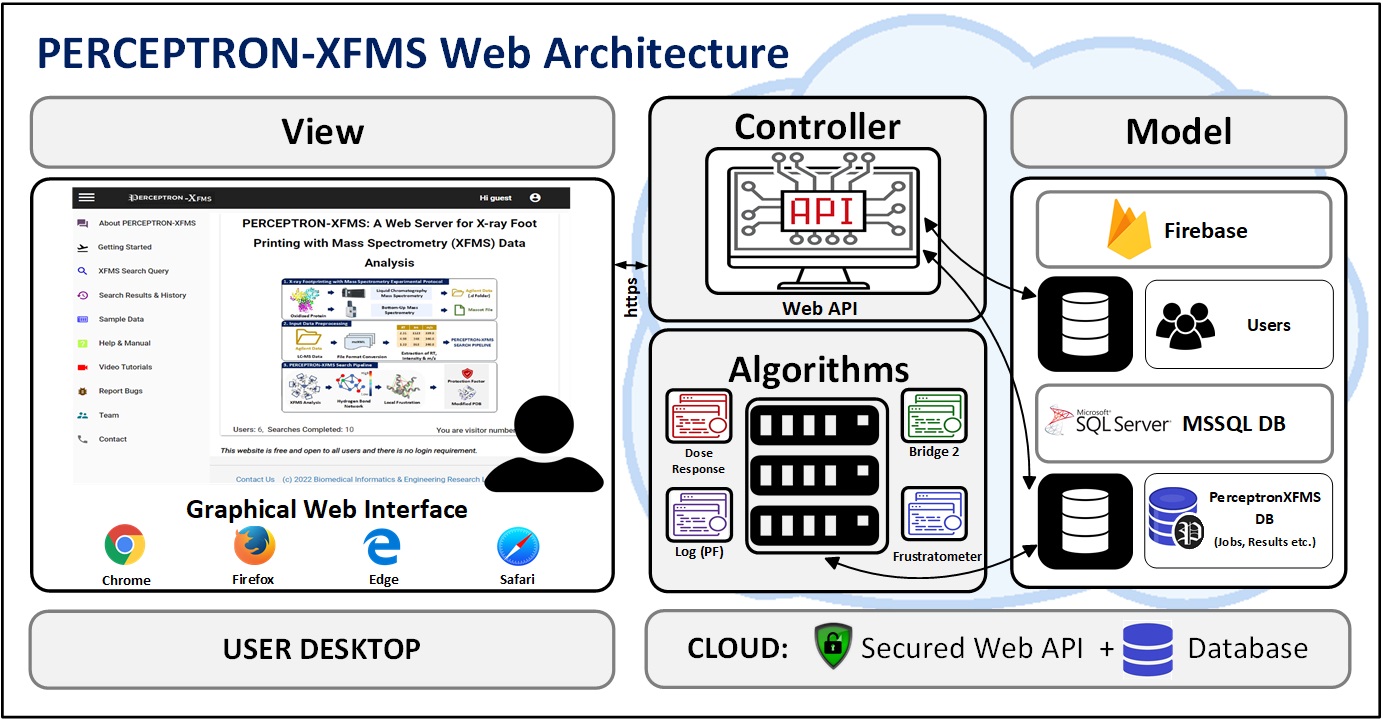 PERCEPTRON-XFMS Web Architecture
View
PERCEPTRON-XFMS
Hi guest
About PERCEPTRON-XFMS
Getting Started
XFMS Search Query
Search Results & History
Sample Data
Help & Manual
Video Tutorials
Report Bugs
Team
Contact
PERCEPTRON-XFMS: A Web Server for X-ray Foot
Printing with Mass Spectrometry (XFMS) Data
Analysis
1. X-ray Footprinting with Mass Spectrometry Experimental Protocol
Oxidized Protein
Liquid Chromatography
Mass Spectrometry
Agilent Data
(.d Folder)
Bottom-Up Mass
Spectrometry
Mascot File
2. Input Data Preprocessing
Agilent Data
LC-MS Data
File Format Conversion
Extraction of RT,
Intensity & m/z
PERCEPTRON-XFMS
SEARCH PIPELINE
3. PERCEPTRON-XFMS Search Pipeline
XFMS Analysis
Hydrogen Bond
Network
Local Frustration
Protection Factor
Modified PDB
Users: 6, Searches Completed: 10
You are visitor number
This website is free and open to all users and there is no login requirement.
Contact Us (c) 2022 Biomedical Informatics & Engineering Research L
Graphical Web Interface
Chrome
Firefox
Edge
Safari
USER DESKTOP
https
Controller
API
Web API
Algorithms
Dose
Response
Bridge 2
Log (PF)
Frustratometer
Model
Firebase
Users
Microsoft
SQL Server
MSSQL DB
PerceptronXFMS
DB
(Jobs, Results etc.)
CLOUD: Secured Web API + Database